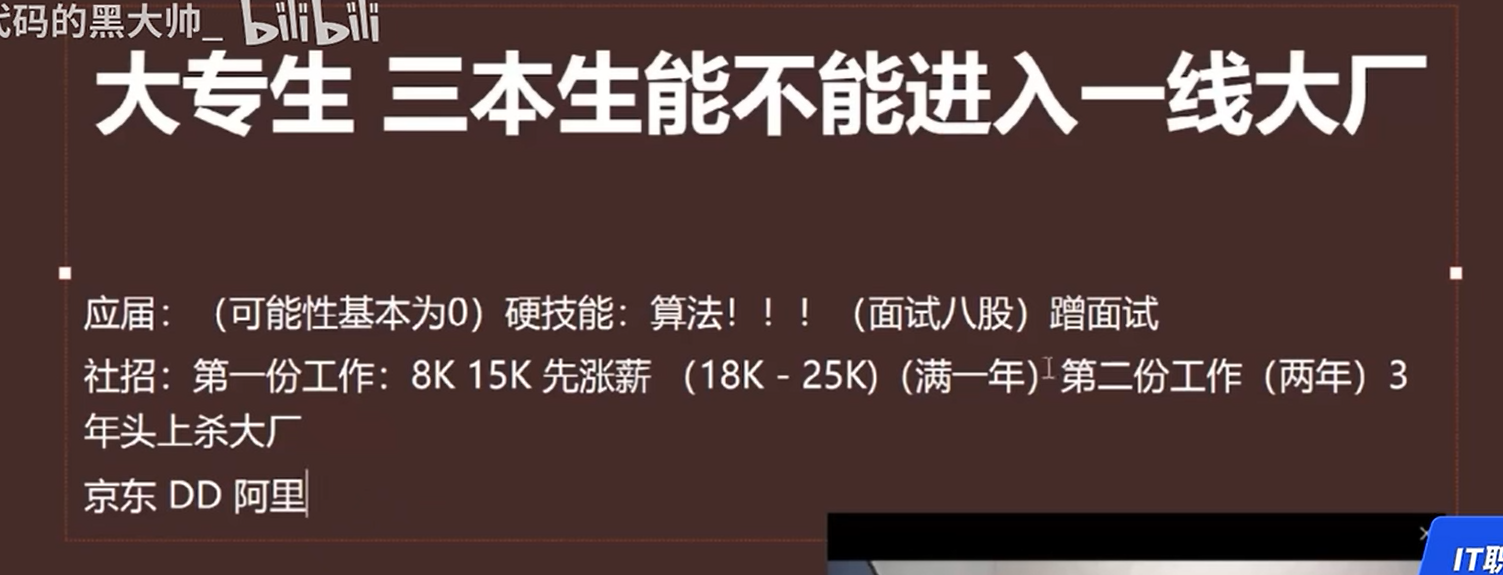 代码的黑大帅_ bilibili
大专生 三本生能不能进入一线大厂
应届：（可能性基本为0）硬技能：算法！！！（面试八股）蹭面试
社招：第一份工作：8K 15K 先涨薪 （18K - 25K）（满一年） 第二份工作（两年）3
年头上杀大厂
京东 DD 阿里
IT职